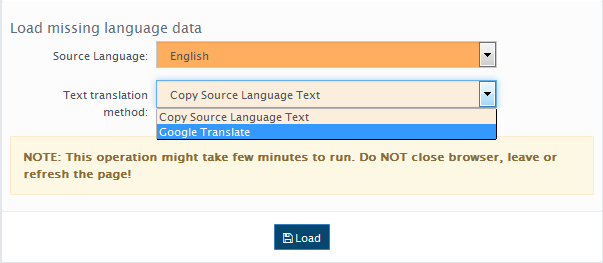 Load missing language data
Source Language: English
Text translation method: Copy Source Language Text
Copy Source Language Text
Google Translate
NOTE: This operation might take few minutes to run. Do NOT close browser, leave or
refresh the page!
Load